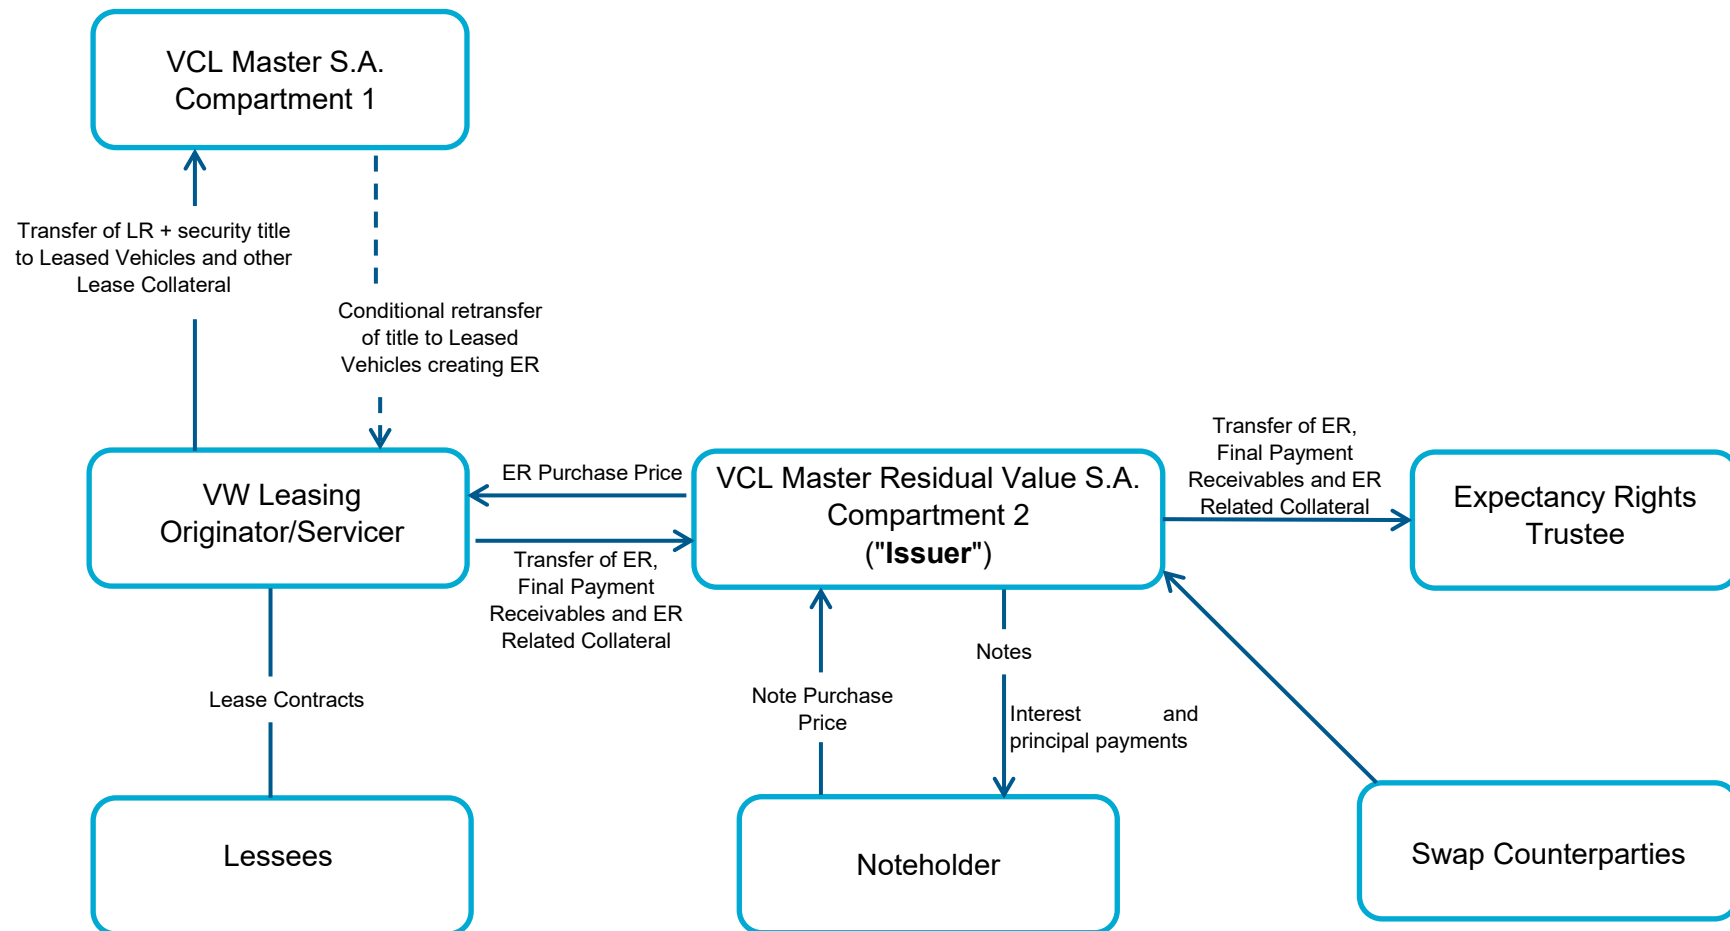 VCL Master S.A.
Compartment 1
Transfer of LR + security title
to Leased Vehicles and other
Lease Collateral
Conditional retransfer
of title to Leased
Vehicles creating ER
VW Leasing
Originator/Servicer
ER Purchase Price
Transfer of ER,
Final Payment
Receivables and ER
Related Collateral
VCL Master Residual Value S.A.
Compartment 2
("Issuer")
Transfer of ER,
Final Payment
Receivables and ER
Related Collateral
Expectancy Rights
Trustee
Lease Contracts
Note Purchase
Price
Notes
Interest and
principal payments
Lessees
Noteholder
Swap Counterparties